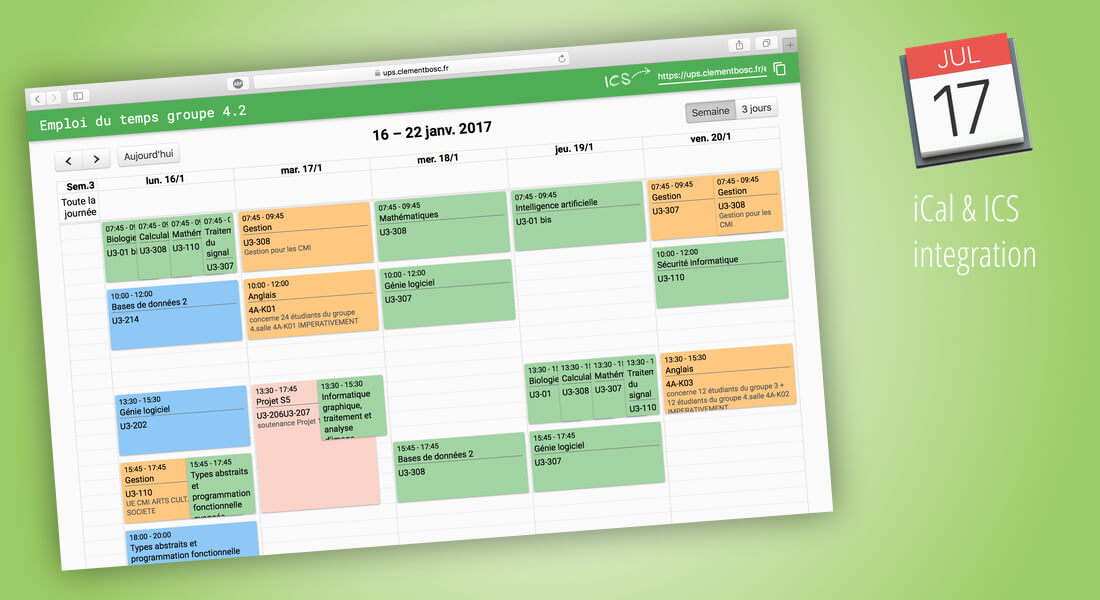 ups.clementbosc.fr
Emploi du temps groupe 4.2
ICS
https://ups.clementbosc.fr/e
Aujourd'hui
16 – 22 janv. 2017
Semaine
3 jours
Sem.3
lun. 16/1
mar. 17/1
mer. 18/1
jeu. 19/1
ven. 20/1
Toute la
journée
07:45 - 0
Biologie
U3-01 bi
07:45 - 0
Calcula
U3-308
07:45 - 0
Mathém
U3-110
07:45 - 0
Traitem
du
signal
U3-307
10:00 - 12:00
Bases de données 2
U3-214
13:30 - 15:30
Génie logiciel
U3-202
15:45 - 17:45
Gestion
U3-110
UE CMI ARTS CULT.
SOCIETE
15:45 - 17:45
Types abstraits
et
programmation
fonctionnelle
18:00 - 20:00
Types abstraits et
programmation fonctionnelle
07:45 - 09:45
Gestion
U3-308
Gestion pour les CMI
10:00 - 12:00
Anglais
4A-K01
concerne 24 étudiants du groupe
4.salle 4A-K01 IMPERATIVEMENT
13:30 - 17:45
Projet S5
U3-206U3-207
soutenance Projet
13:30 - 15:30
Informatique
graphique,
traitement et
analyse
d'image
07:45 - 09:45
Mathématiques
U3-308
10:00 - 12:00
Génie logiciel
U3-307
15:45 - 17:45
Bases de données 2
U3-308
07:45 - 09:45
Intelligence artificielle
U3-01 bis
13:30 - 1
Biologie
U3-01
13:30 - 1
Calcula
U3-308
13:30 - 1
Mathém
U3-307
13:30 - 1
Traitem
du
signal
U3-110
15:45 - 17:45
Génie logiciel
U3-307
07:45 - 09:45
Gestion
U3-307
07:45 - 09:45
Gestion
U3-308
Gestion pour les
CMI
10:00 - 12:00
Sécurité informatique
U3-110
13:30 - 15:30
Anglais
4A-K03
concerne 12 étudiants du groupe 3 +
12 étudiants du groupe 4.salle 4A-K02
IMPERATIVEMENT
JUL
17
iCal & ICS
integration